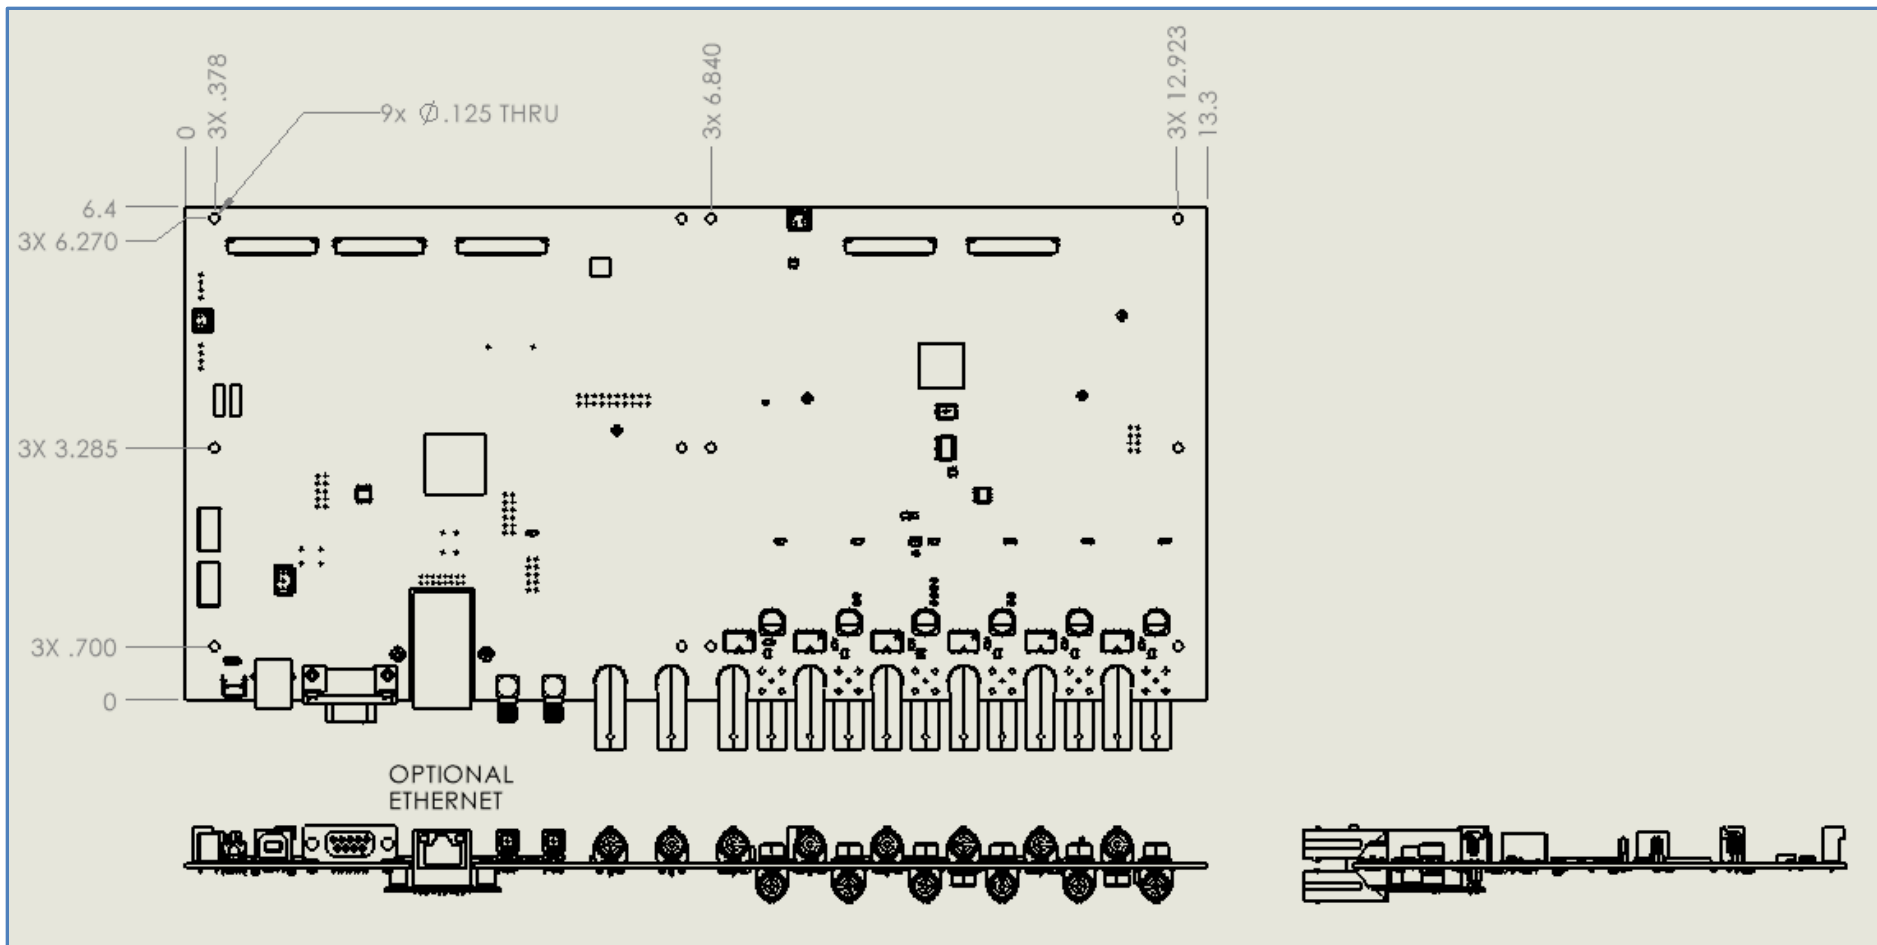 0
3X .378
3x 6.840
3X 12.923
13.3
9x Ø.125 THRU
6.4
3X 6.270
3X 3.285
3X .700
0
OPTIONAL
ETHERNET